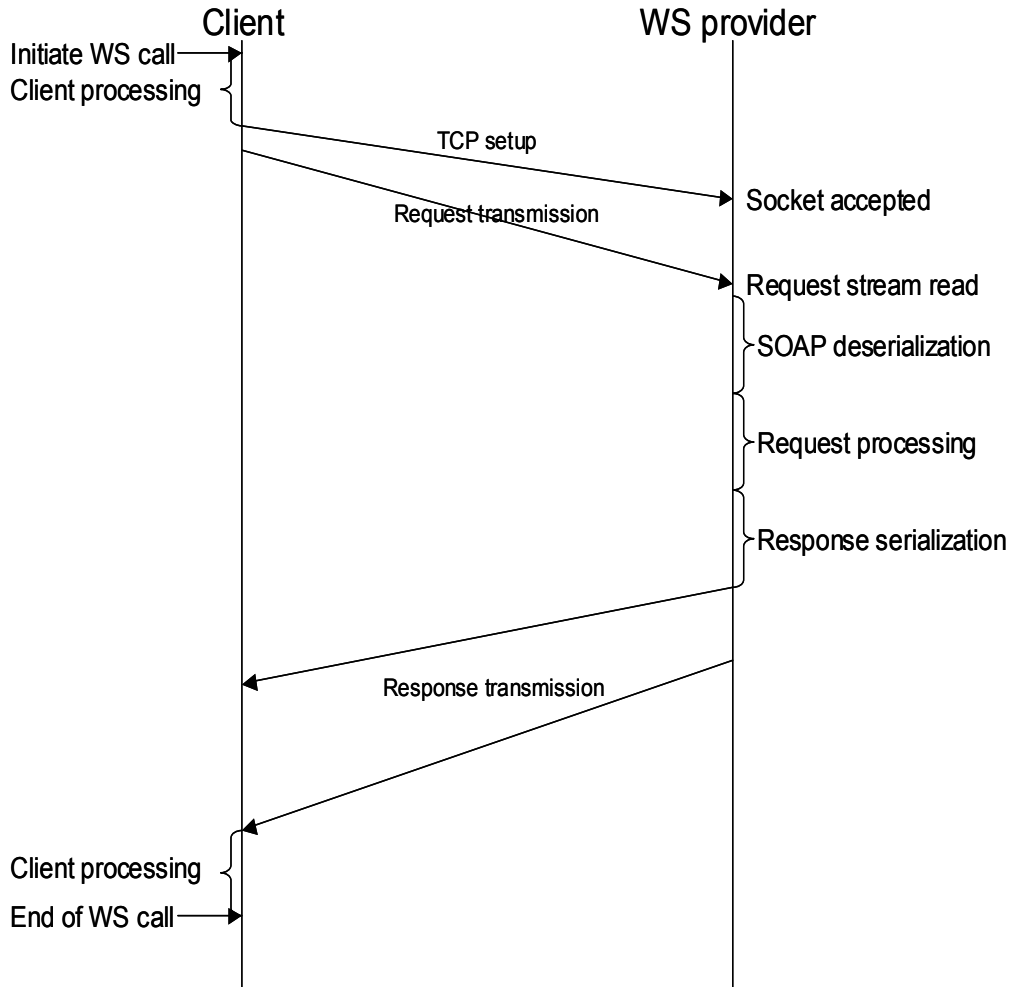 Client
WS provider
Initiate WS call
Client processing
TCP setup
Socket accepted
Request transmission
Request stream read
SOAP deserialization
Request processing
Response serialization
Response transmission
Client processing
End of WS call